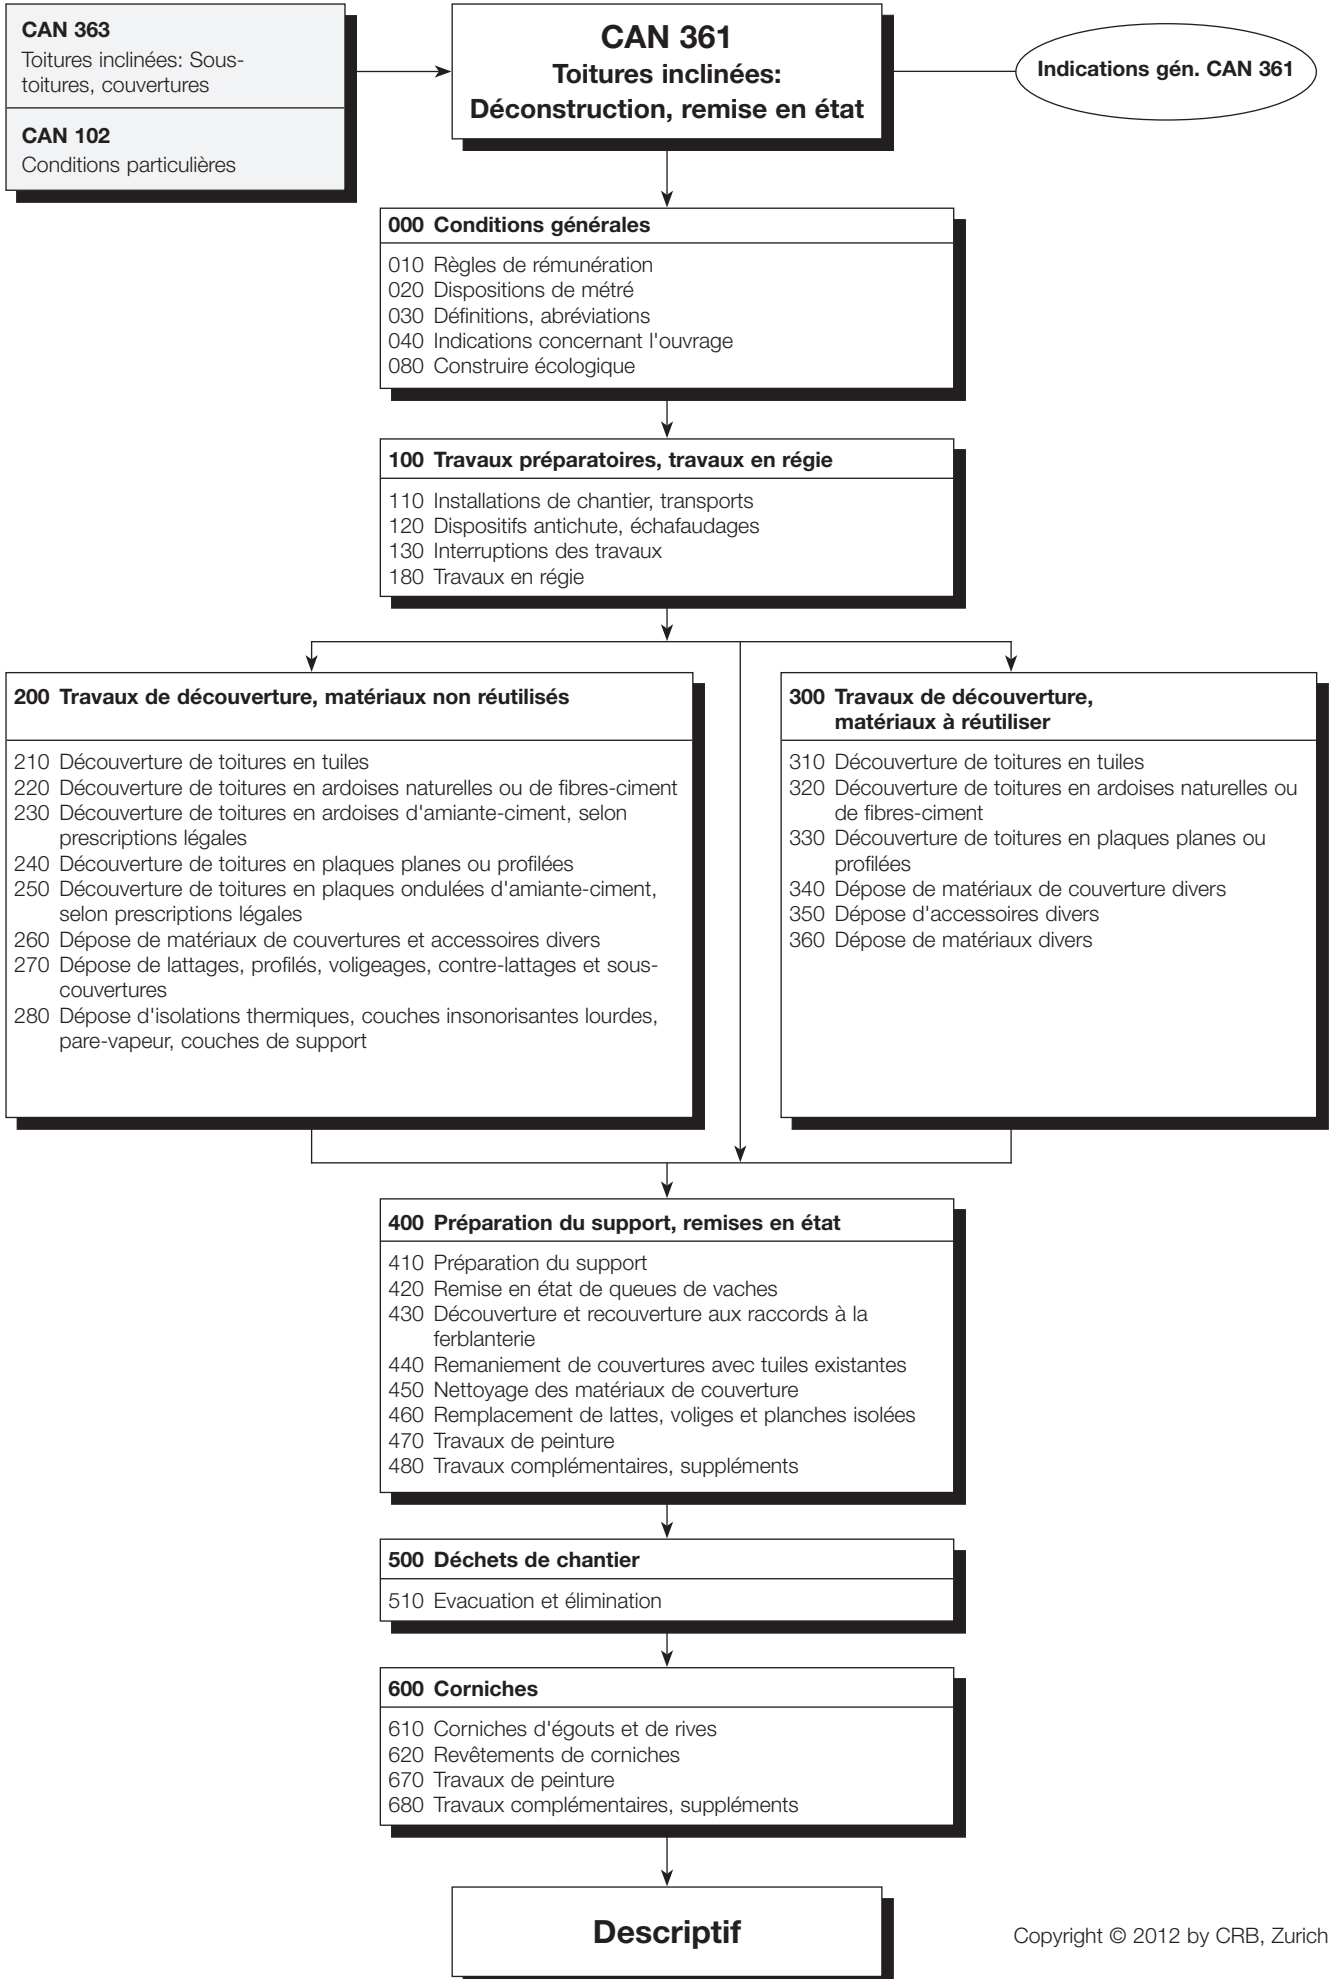 CAN 363
Toitures inclinées: Sous-
toitures, couvertures
CAN 102
Conditions particulières
CAN 361
Toitures inclinées:
Déconstruction, remise en état
Indications gén. CAN 361
000 Conditions générales
010 Règles de rémunération
020 Dispositions de métré
030 Définitions, abréviations
040 Indications concernant l'ouvrage
080 Construire écologique
100 Travaux préparatoires, travaux en régie
110 Installations de chantier, transports
120 Dispositifs antichute, échafaudages
130 Interruptions des travaux
180 Travaux en régie
200 Travaux de découverture, matériaux non réutilisés
210 Découverture de toitures en tuiles
220 Découverture de toitures en ardoises naturelles ou de fibres-ciment
230 Découverture de toitures en ardoises d'amiante-ciment, selon
prescriptions légales
240 Découverture de toitures en plaques planes ou profilées
250 Découverture de toitures en plaques ondulées d'amiante-ciment,
selon prescriptions légales
260 Dépose de matériaux de couvertures et accessoires divers
270 Dépose de lattages, profilés, voligeages, contre-lattages et sous-
couvertures
280 Dépose d'isolations thermiques, couches insonorisantes lourdes,
pare-vapeur, couches de support
300 Travaux de découverture,
matériaux à réutiliser
310 Découverture de toitures en tuiles
320 Découverture de toitures en ardoises naturelles ou
de fibres-ciment
330 Découverture de toitures en plaques planes ou
profilées
340 Dépose de matériaux de couverture divers
350 Dépose d'accessoires divers
360 Dépose de matériaux divers
400 Préparation du support, remises en état
410 Préparation du support
420 Remise en état de queues de vaches
430 Découverture et recouverture aux raccords à la
ferblanterie
440 Remaniement de couvertures avec tuiles existantes
450 Nettoyage des matériaux de couverture
460 Remplacement de lattes, voliges et planches isolées
470 Travaux de peinture
480 Travaux complémentaires, suppléments
500 Déchets de chantier
510 Evacuation et élimination
600 Corniches
610 Corniches d'égouts et de rives
620 Revêtements de corniches
670 Travaux de peinture
680 Travaux complémentaires, suppléments
Descriptif
Copyright © 2012 by CRB, Zurich